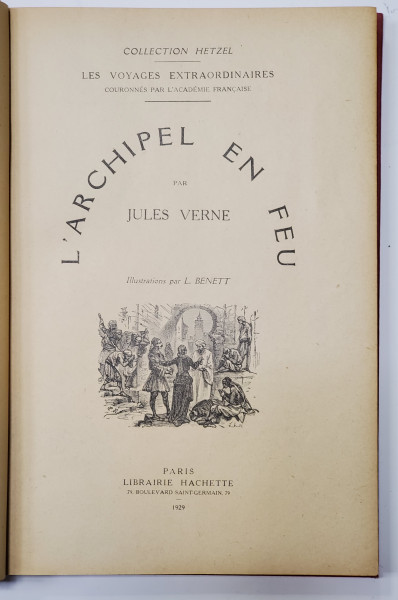 COLLECTION HETZEL
LES VOYAGES EXTRAORDINAIRES
COURONNÉS PAR L'ACADÉMIE FRANÇAISE
L'ARCHIPEL EN FEU
PAR
JULES VERNE
Illustrations par L. BENETT
PARIS
LIBRAIRIE HACHETTE
79, BOULEVARD SAINT-GERMAIN, 79
1929